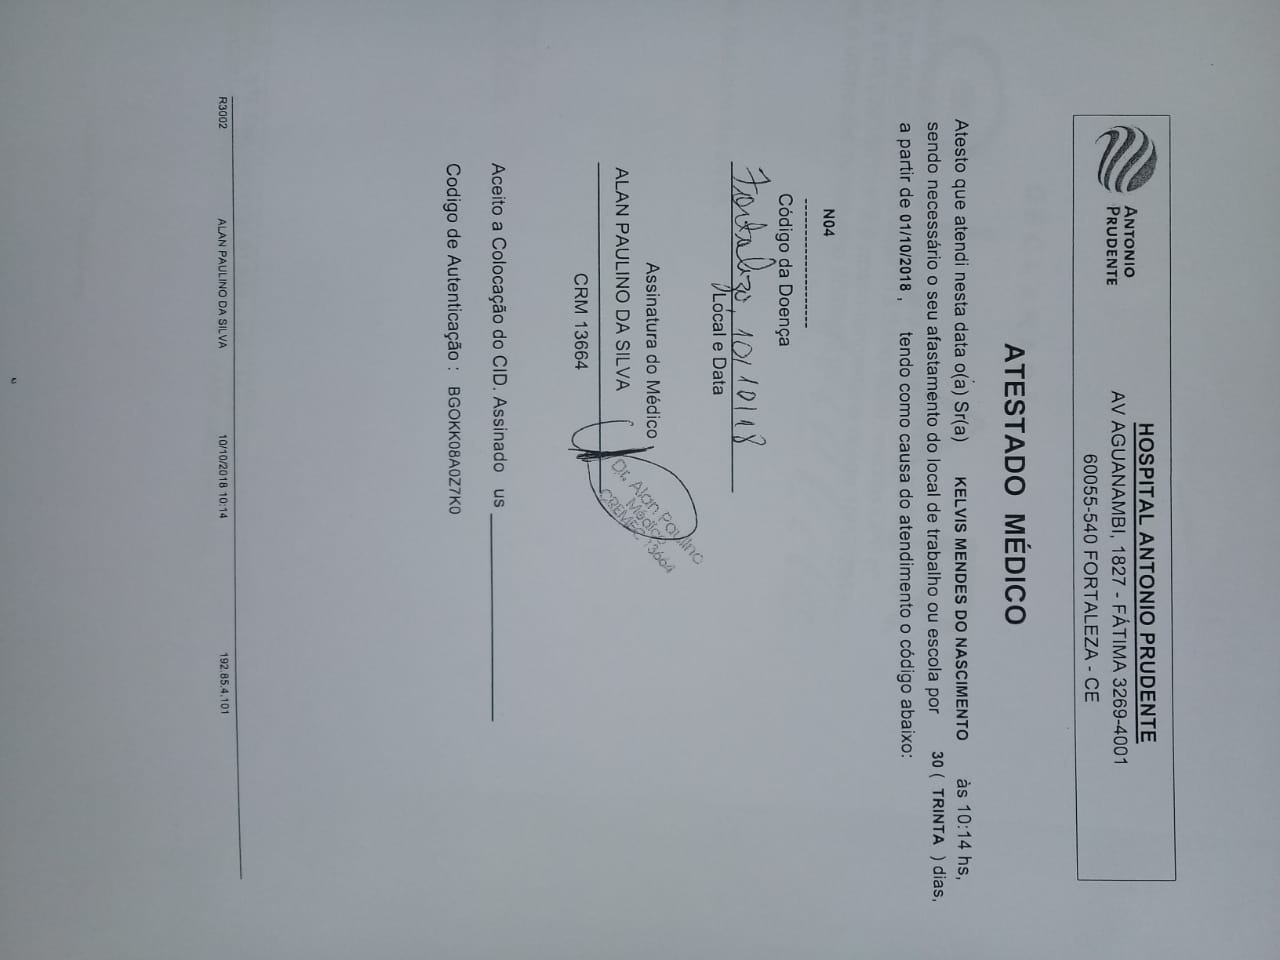 ANTONIO
PRUDENTE
HOSPITAL ANTONIO PRUDENTE
AV AGUANAMBI, 1827 - FÁTIMA 3269-4001
60055-540 FORTALEZA - CE
ATESTADO MÉDICO
Atesto que atendi nesta data o(a) Sr(a) KELVIS MENDES DO NASCIMENTO às 10:14 hs,
sendo necessário o seu afastamento do local de trabalho ou escola por 30 ( TRINTA ) dias,
a partir de 01/10/2018 , tendo como causa do atendimento o código abaixo:
N04
------------------------
Código da Doença
Fortaleza, 10/10/18
Local e Data
Assinatura do Médico
ALAN PAULINO DA SILVA
CRM 13664
Dr. Alan Paulino
Médico
CREMEC 13664
Aceito a Colocação do CID. Assinado us
Codigo de Autenticação : BGOKK08A0Z7K0
R3002 ALAN PAULINO DA SILVA 10/10/2018 10:14 192.85.4.101